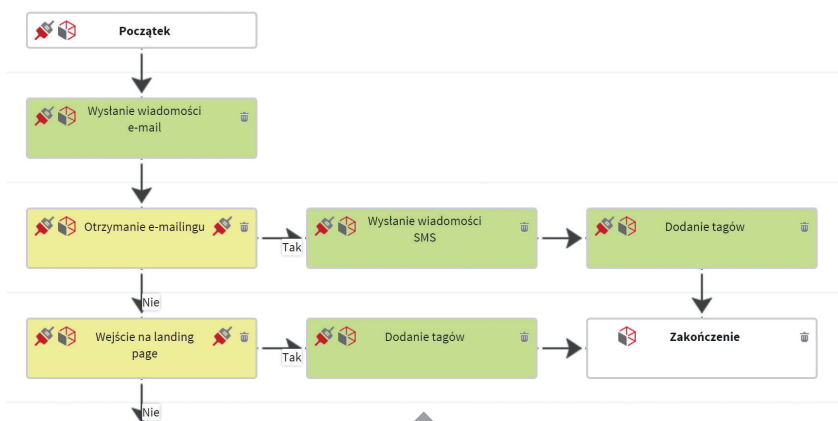 Początek
Wysłanie wiadomości
e-mail
Otrzymanie e-mailingu
Tak
Wysłanie wiadomości
SMS
Dodanie tagów
Nie
Wejście na landing
page
Tak
Dodanie tagów
Zakończenie
Nie